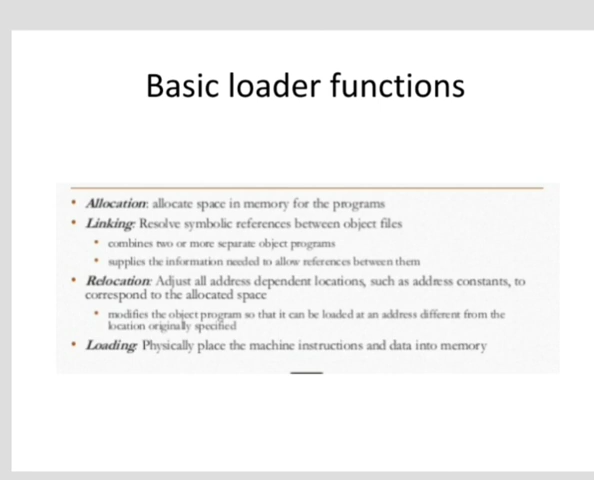 Basic loader functions
• Allocation: allocate space in memory for the programs
• Linking: Resolve symbolic references between object files
• combines two or more separate object programs
• supplies the information needed to allow references between them
• Relocation: Adjust all address dependent locations, such as address constants, to
correspond to the allocated space
• modifies the object program so that it can be loaded at an address different from the
location originally specified
• Loading: Physically place the machine instructions and data into memory